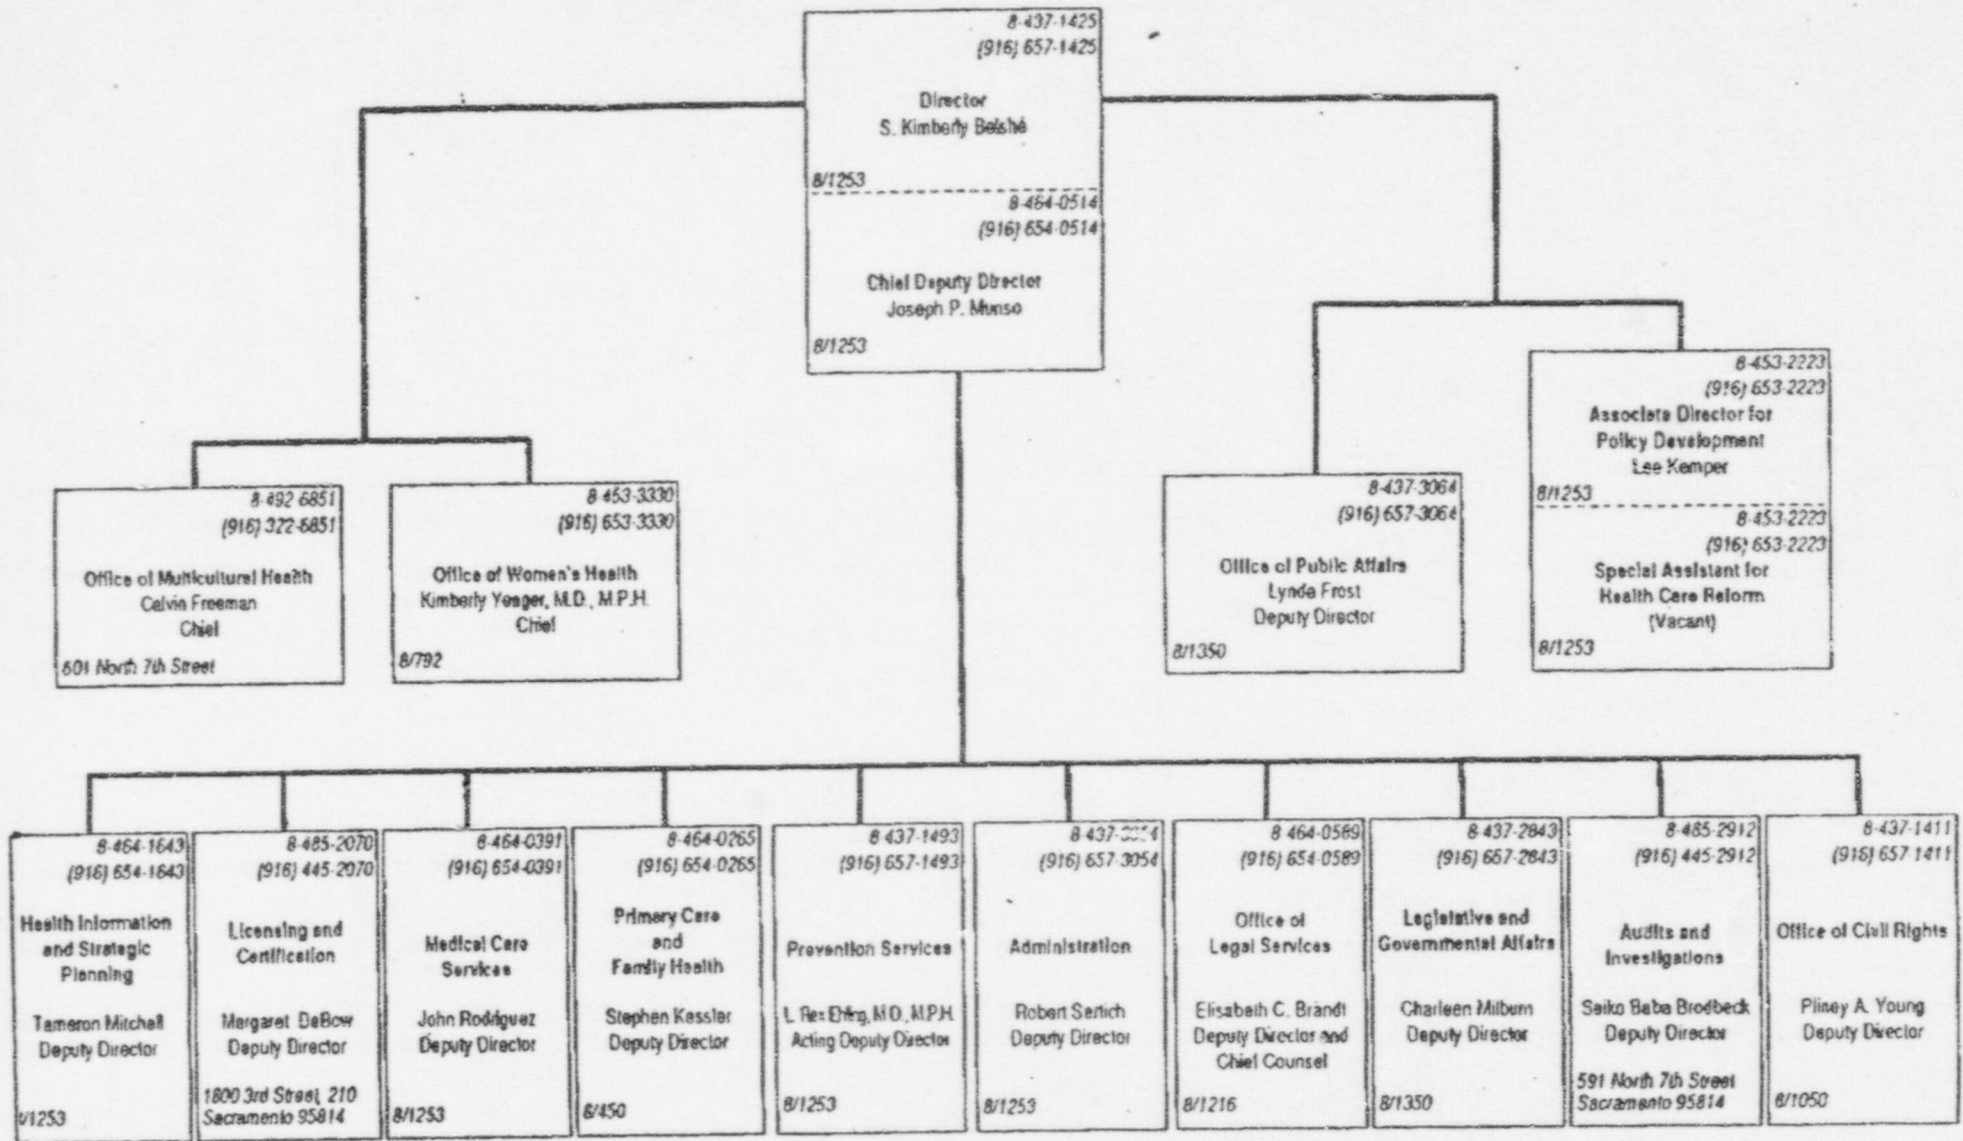 8-437-1425
(916) 657-1425
Director
S. Kimberly Belshé
8/1253
8-464-0514
(916) 654-0514
Chief Deputy Director
Joseph P. Munso
8/1253
8-453-2223
(916) 653-2223
Associate Director for
Policy Development
Lee Kemper
8/1253
8-453-2223
(916) 653-2223
Special Assistant for
Health Care Reform
(Vacant)
8/1253
8-492-6851
(916) 322-6851
Office of Multicultural Health
Calvin Freeman
Chief
601 North 7th Street
8-453-3330
(916) 653-3330
Office of Women's Health
Kimberly Yeager, M.D., M.P.H.
Chief
8/792
8-437-3064
(916) 657-3064
Office of Public Affairs
Lynda Frost
Deputy Director
8/1350
8-464-1643
(916) 654-1643
Health Information
and Strategic
Planning
Tameron Mitchell
Deputy Director
/1253
8-485-2070
(916) 445-2070
Licensing and
Certification
Margaret DeBow
Deputy Director
1800 3rd Street, 210
Sacramento 95814
8-464-0391
(916) 654-0391
Medical Care
Services
John Rodriguez
Deputy Director
8/1253
8-464-0265
(916) 654-0265
Primary Care
and
Family Health
Stephen Kessler
Deputy Director
8/450
8-437-1493
(916) 657-1493
Prevention Services
L. Rex Ehling, M.D., M.P.H.
Acting Deputy Director
8/1253
8-437-
(916) 657-3054
Administration
Robert Sertich
Deputy Director
8/1253
8-464-0589
(916) 654-0589
Office of
Legal Services
Elisabeth C. Brandt
Deputy Director and
Chief Counsel
8/1216
8-437-2843
(916) 657-2843
Legislative and
Governmental Affairs
Charleen Milburn
Deputy Director
8/1350
8-485-2912
(916) 445-2912
Audits and
Investigations
Saiko Baba Brodbeck
Deputy Director
591 North 7th Street
Sacramento 95814
8-437-1411
(916) 657-1411
Office of Civil Rights
Pliney A. Young
Deputy Director
8/1050